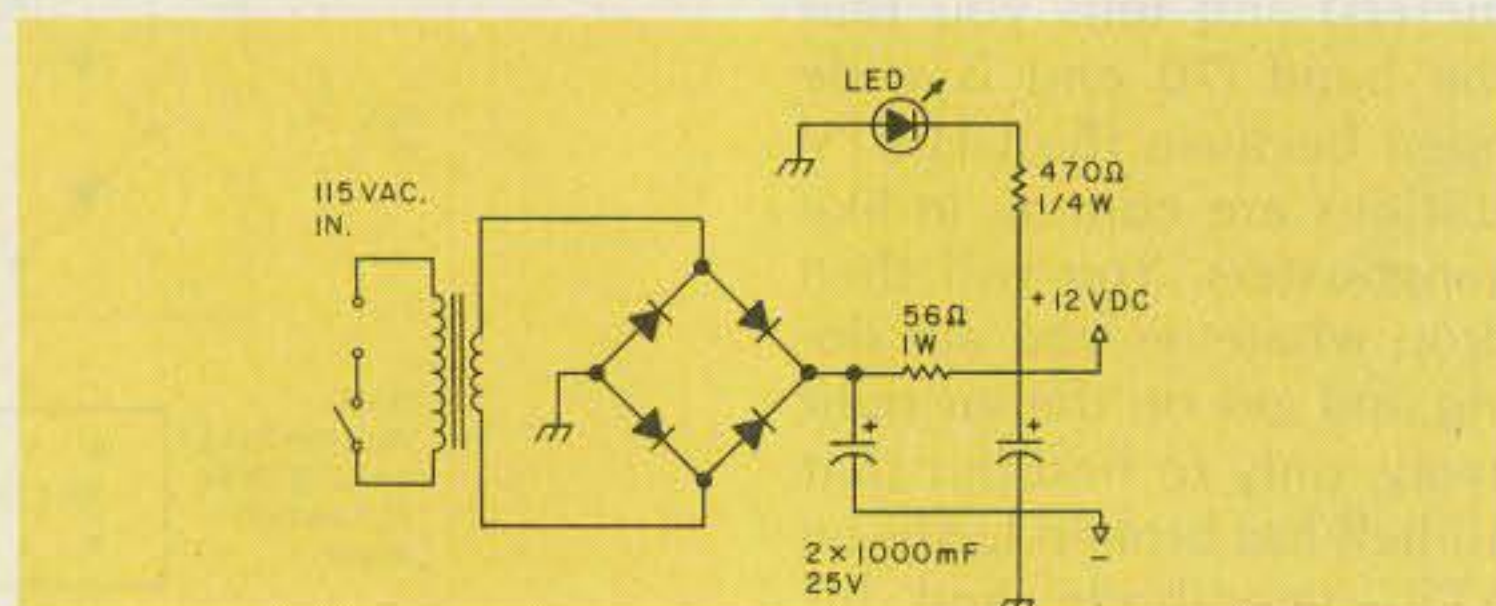 LED
470Ω
1/4W
115 VAC.
IN.
+12VDC
56Ω
1W
+
+
2×1000mF
25V
−